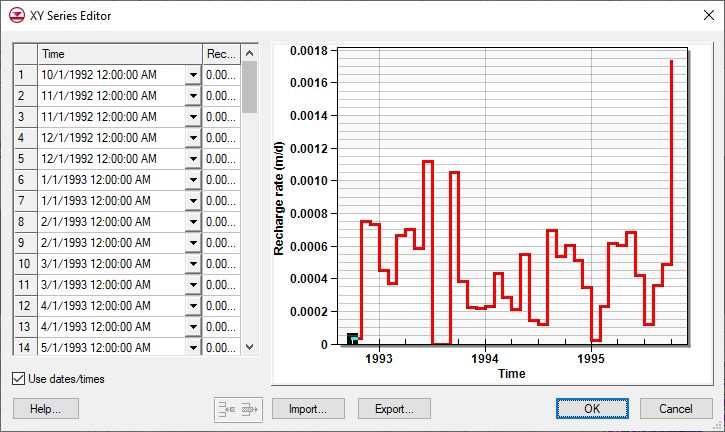 XY Series Editor
Time Rec...
1 10/1/1992 12:00:00 AM 0.00...
2 11/1/1992 12:00:00 AM 0.00...
3 11/1/1992 12:00:00 AM 0.00...
4 12/1/1992 12:00:00 AM 0.00...
5 12/1/1992 12:00:00 AM 0.00...
6 1/1/1993 12:00:00 AM 0.00...
7 1/1/1993 12:00:00 AM 0.00...
8 2/1/1993 12:00:00 AM 0.00...
9 2/1/1993 12:00:00 AM 0.00...
10 3/1/1993 12:00:00 AM 0.00...
11 3/1/1993 12:00:00 AM 0.00...
12 4/1/1993 12:00:00 AM 0.00...
13 4/1/1993 12:00:00 AM 0.00...
14 5/1/1993 12:00:00 AM 0.00...
Use dates/times
Help...
Recharge rate (m/d)
0.0018
0.0016
0.0014
0.0012
0.0010
0.0008
0.0006
0.0004
0.0002
0
1993 1994 1995
Time
Import... Export... OK Cancel